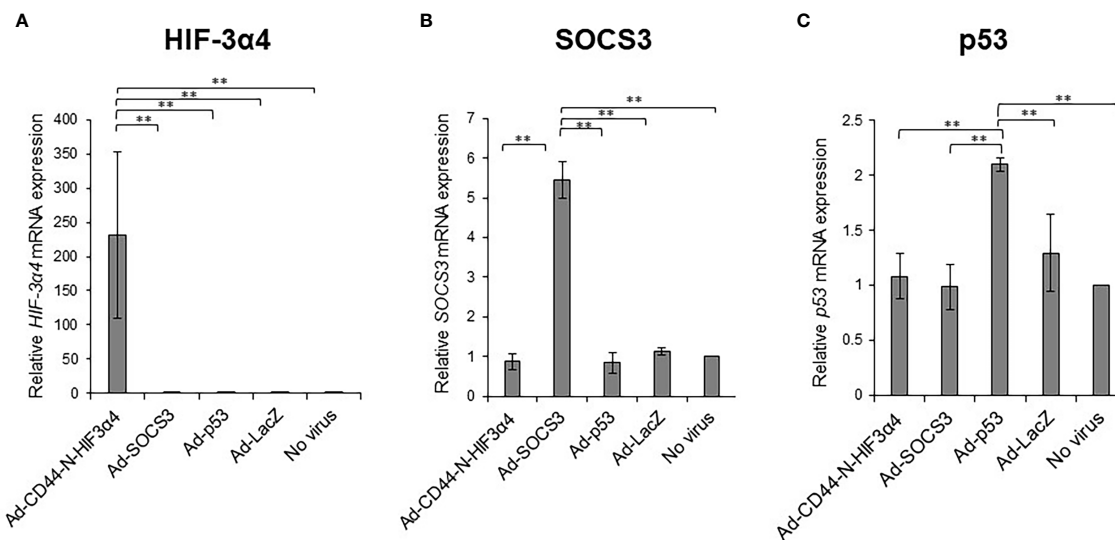 A
HIF-3α4
**
**
**
**
Relative HIF-3α4 mRNA expression
400
350
300
250
200
150
100
50
0
Ad-CD44-N-HIF3α4
Ad-SOCS3
Ad-p53
Ad-LacZ
No virus
B
SOCS3
**
**
**
**
Relative SOCS3 mRNA expression
7
6
5
4
3
2
1
0
Ad-CD44-N-HIF3α4
Ad-SOCS3
Ad-p53
Ad-LacZ
No virus
C
p53
**
**
**
**
Relative p53 mRNA expression
2.5
2
1.5
1
0.5
0
Ad-CD44-N-HIF3α4
Ad-SOCS3
Ad-p53
Ad-LacZ
No virus